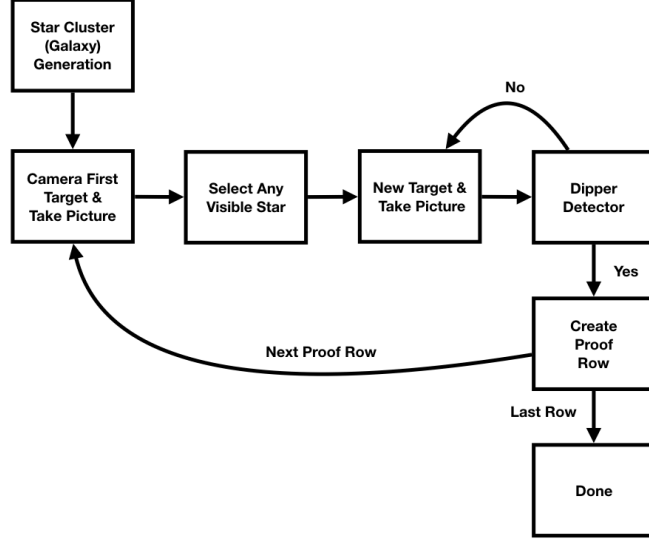 Star Cluster
(Galaxy)
Generation
No
Camera First
Target &
Take Picture
Select Any
Visible Star
New Target &
Take Picture
Dipper
Detector
Yes
Create
Proof
Row
Next Proof Row
Last Row
Done